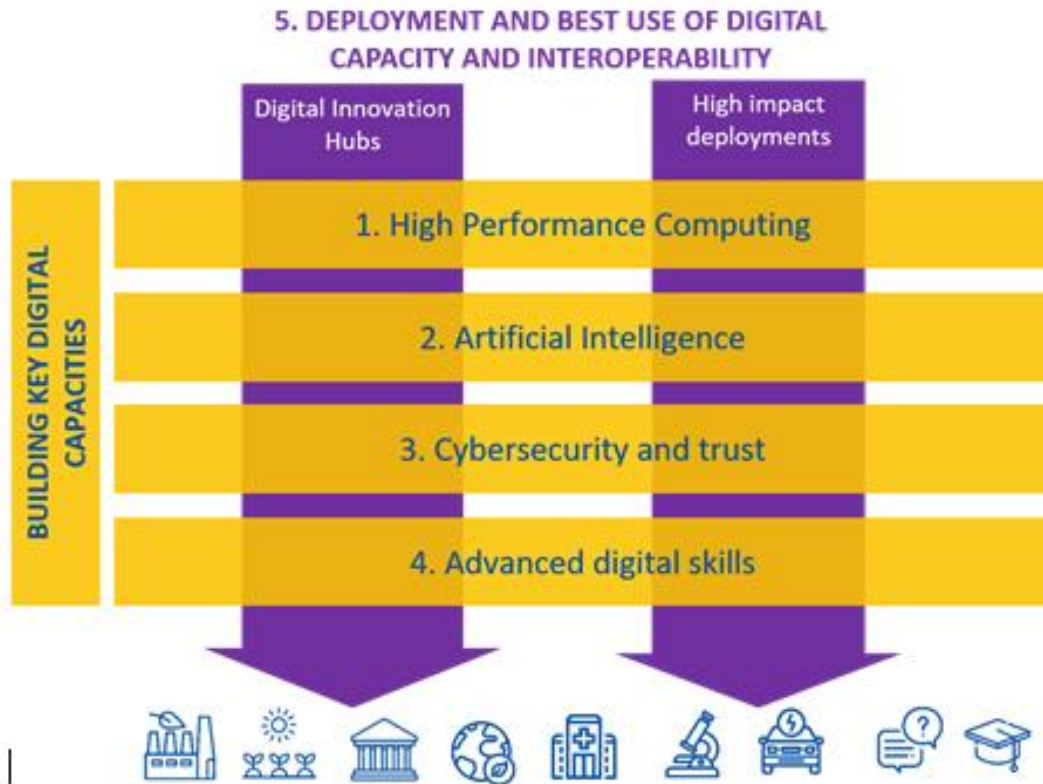 5. DEPLOYMENT AND BEST USE OF DIGITAL
CAPACITY AND INTEROPERABILITY
Digital Innovation
Hubs
High impact
deployments
BUILDING KEY DIGITAL
CAPACITIES
1. High Performance Computing
2. Artificial Intelligence
3. Cybersecurity and trust
4. Advanced digital skills
?